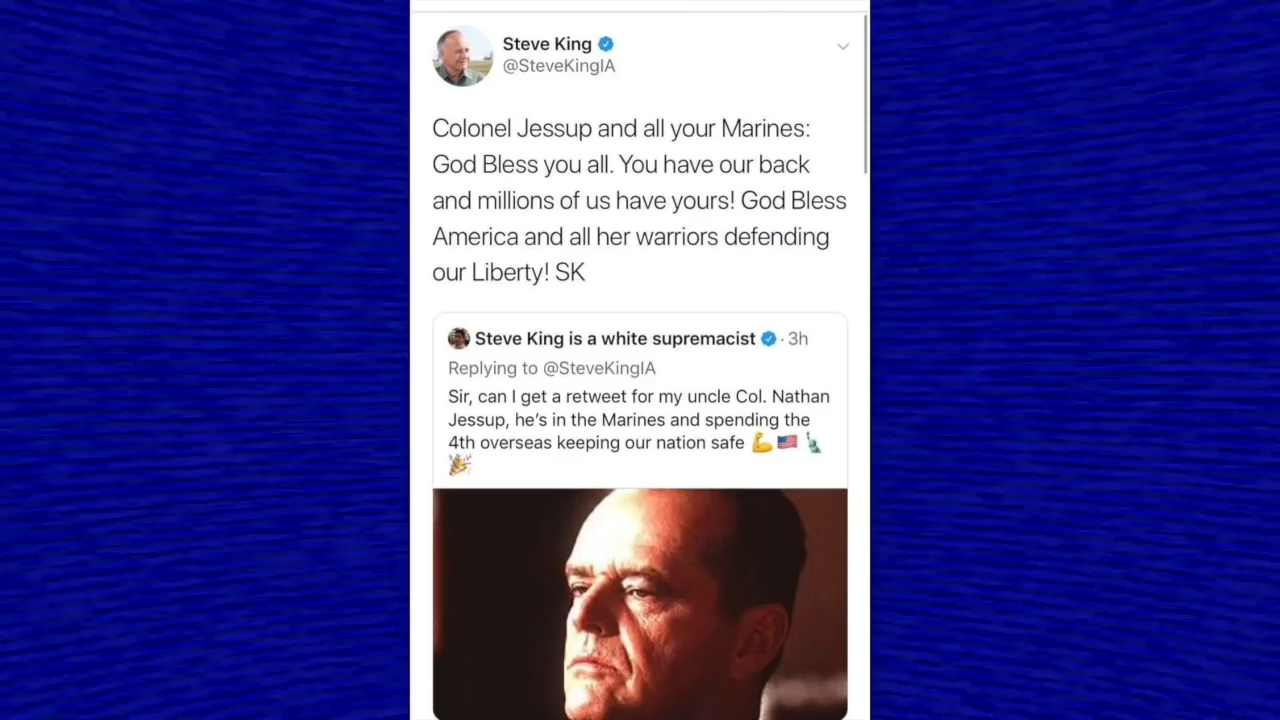 Steve King
@SteveKingIA
Colonel Jessup and all your Marines:
God Bless you all. You have our back
and millions of us have yours! God Bless
America and all her warriors defending
our Liberty! SK
Steve King is a white supremacist · 3h
Replying to @SteveKingIA
Sir, can I get a retweet for my uncle Col. Nathan
Jessup, he's in the Marines and spending the
4th overseas keeping our nation safe 💪🇺🇸🗽
🎉